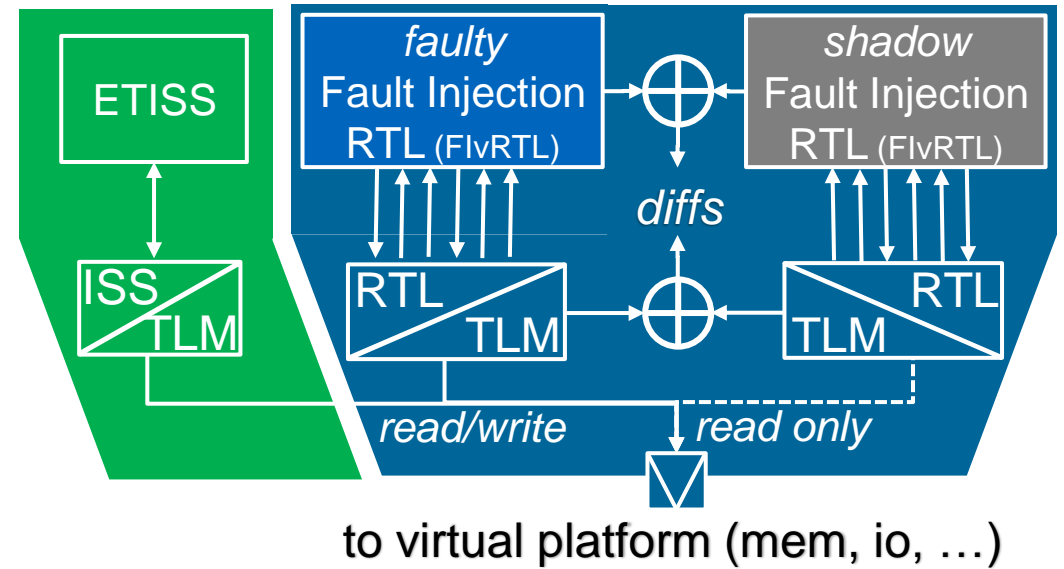 ETISS
ISS
TLM
faulty
Fault Injection
RTL (FIvRTL)
shadow
Fault Injection
RTL (FIvRTL)
diffs
RTL
TLM
RTL
TLM
read/write
read only
to virtual platform (mem, io, …)